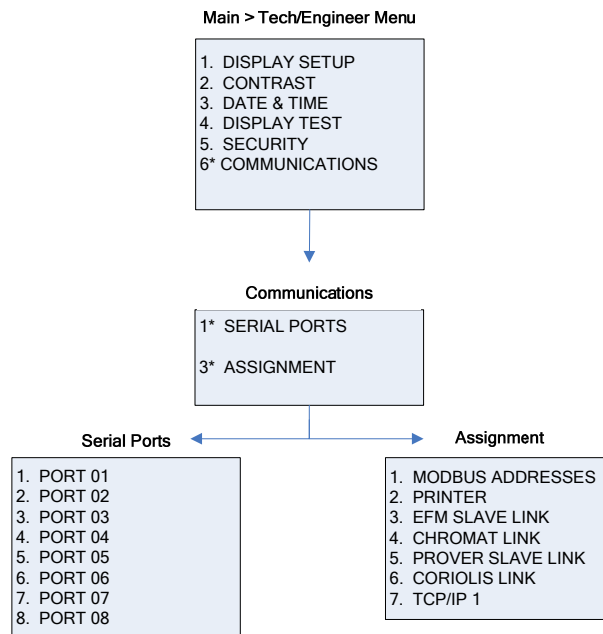 Main > Tech/Engineer Menu
1. DISPLAY SETUP
2. CONTRAST
3. DATE & TIME
4. DISPLAY TEST
5. SECURITY
6* COMMUNICATIONS
Communications
1* SERIAL PORTS
3* ASSIGNMENT
Serial Ports
1. PORT 01
2. PORT 02
3. PORT 03
4. PORT 04
5. PORT 05
6. PORT 06
7. PORT 07
8. PORT 08
Assignment
1. MODBUS ADDRESSES
2. PRINTER
3. EFM SLAVE LINK
4. CHROMAT LINK
5. PROVER SLAVE LINK
6. CORIOLIS LINK
7. TCP/IP 1